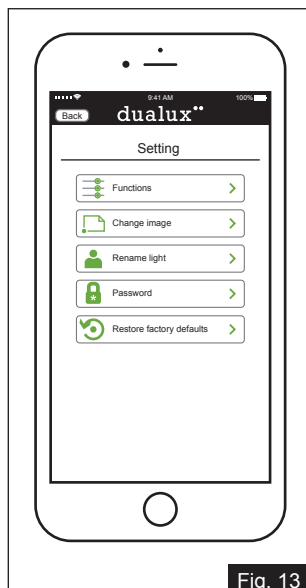 9:41 AM
100%
Back
dualux
Setting
Functions
Change image
Rename light
Password
Restore factory defaults
Fig. 13